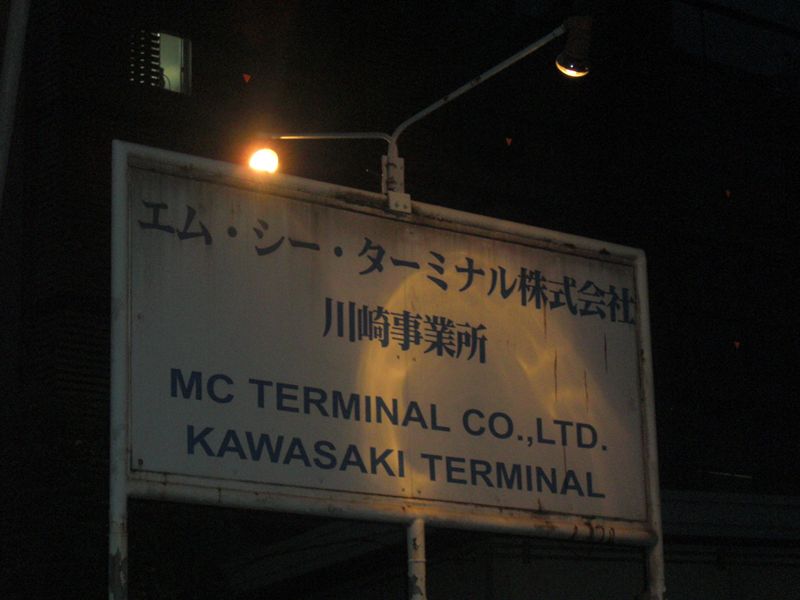 エム・シー・ターミナル株式会社
川崎事業所
MC TERMINAL CO.,LTD.
KAWASAKI TERMINAL